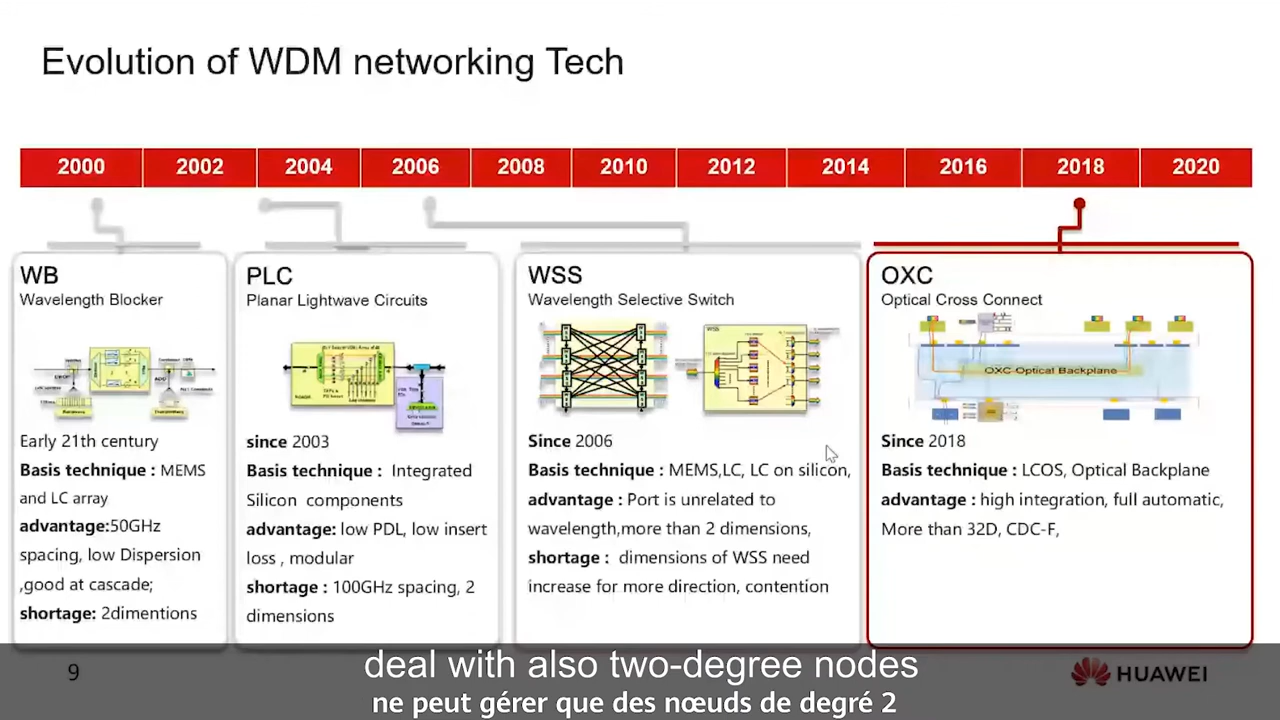 Evolution of WDM networking Tech
2000 2002 2004 2006 2008 2010 2012 2014 2016 2018 2020
WB
Wavelength Blocker
Early 21th century
Basis technique : MEMS
and LC array
advantage:50GHz
spacing, low Dispersion
,good at cascade;
shortage: 2dimentions
PLC
Planar Lightwave Circuits
since 2003
Basis technique : Integrated
Silicon components
advantage: low PDL, low insert
loss , modular
shortage : 100GHz spacing, 2
dimensions
WSS
Wavelength Selective Switch
WSS
Since 2006
Basis technique : MEMS,LC, LC on silicon,
advantage : Port is unrelated to
wavelength,more than 2 dimensions,
shortage : dimensions of WSS need
increase for more direction, contention
OXC
Optical Cross Connect
OXC Optical Backplane
Since 2018
Basis technique : LCOS, Optical Backplane
advantage : high integration, full automatic,
More than 32D, CDC-F,
deal with also two-degree nodes
ne peut gérer que des nœuds de degré 2
9
HUAWEI